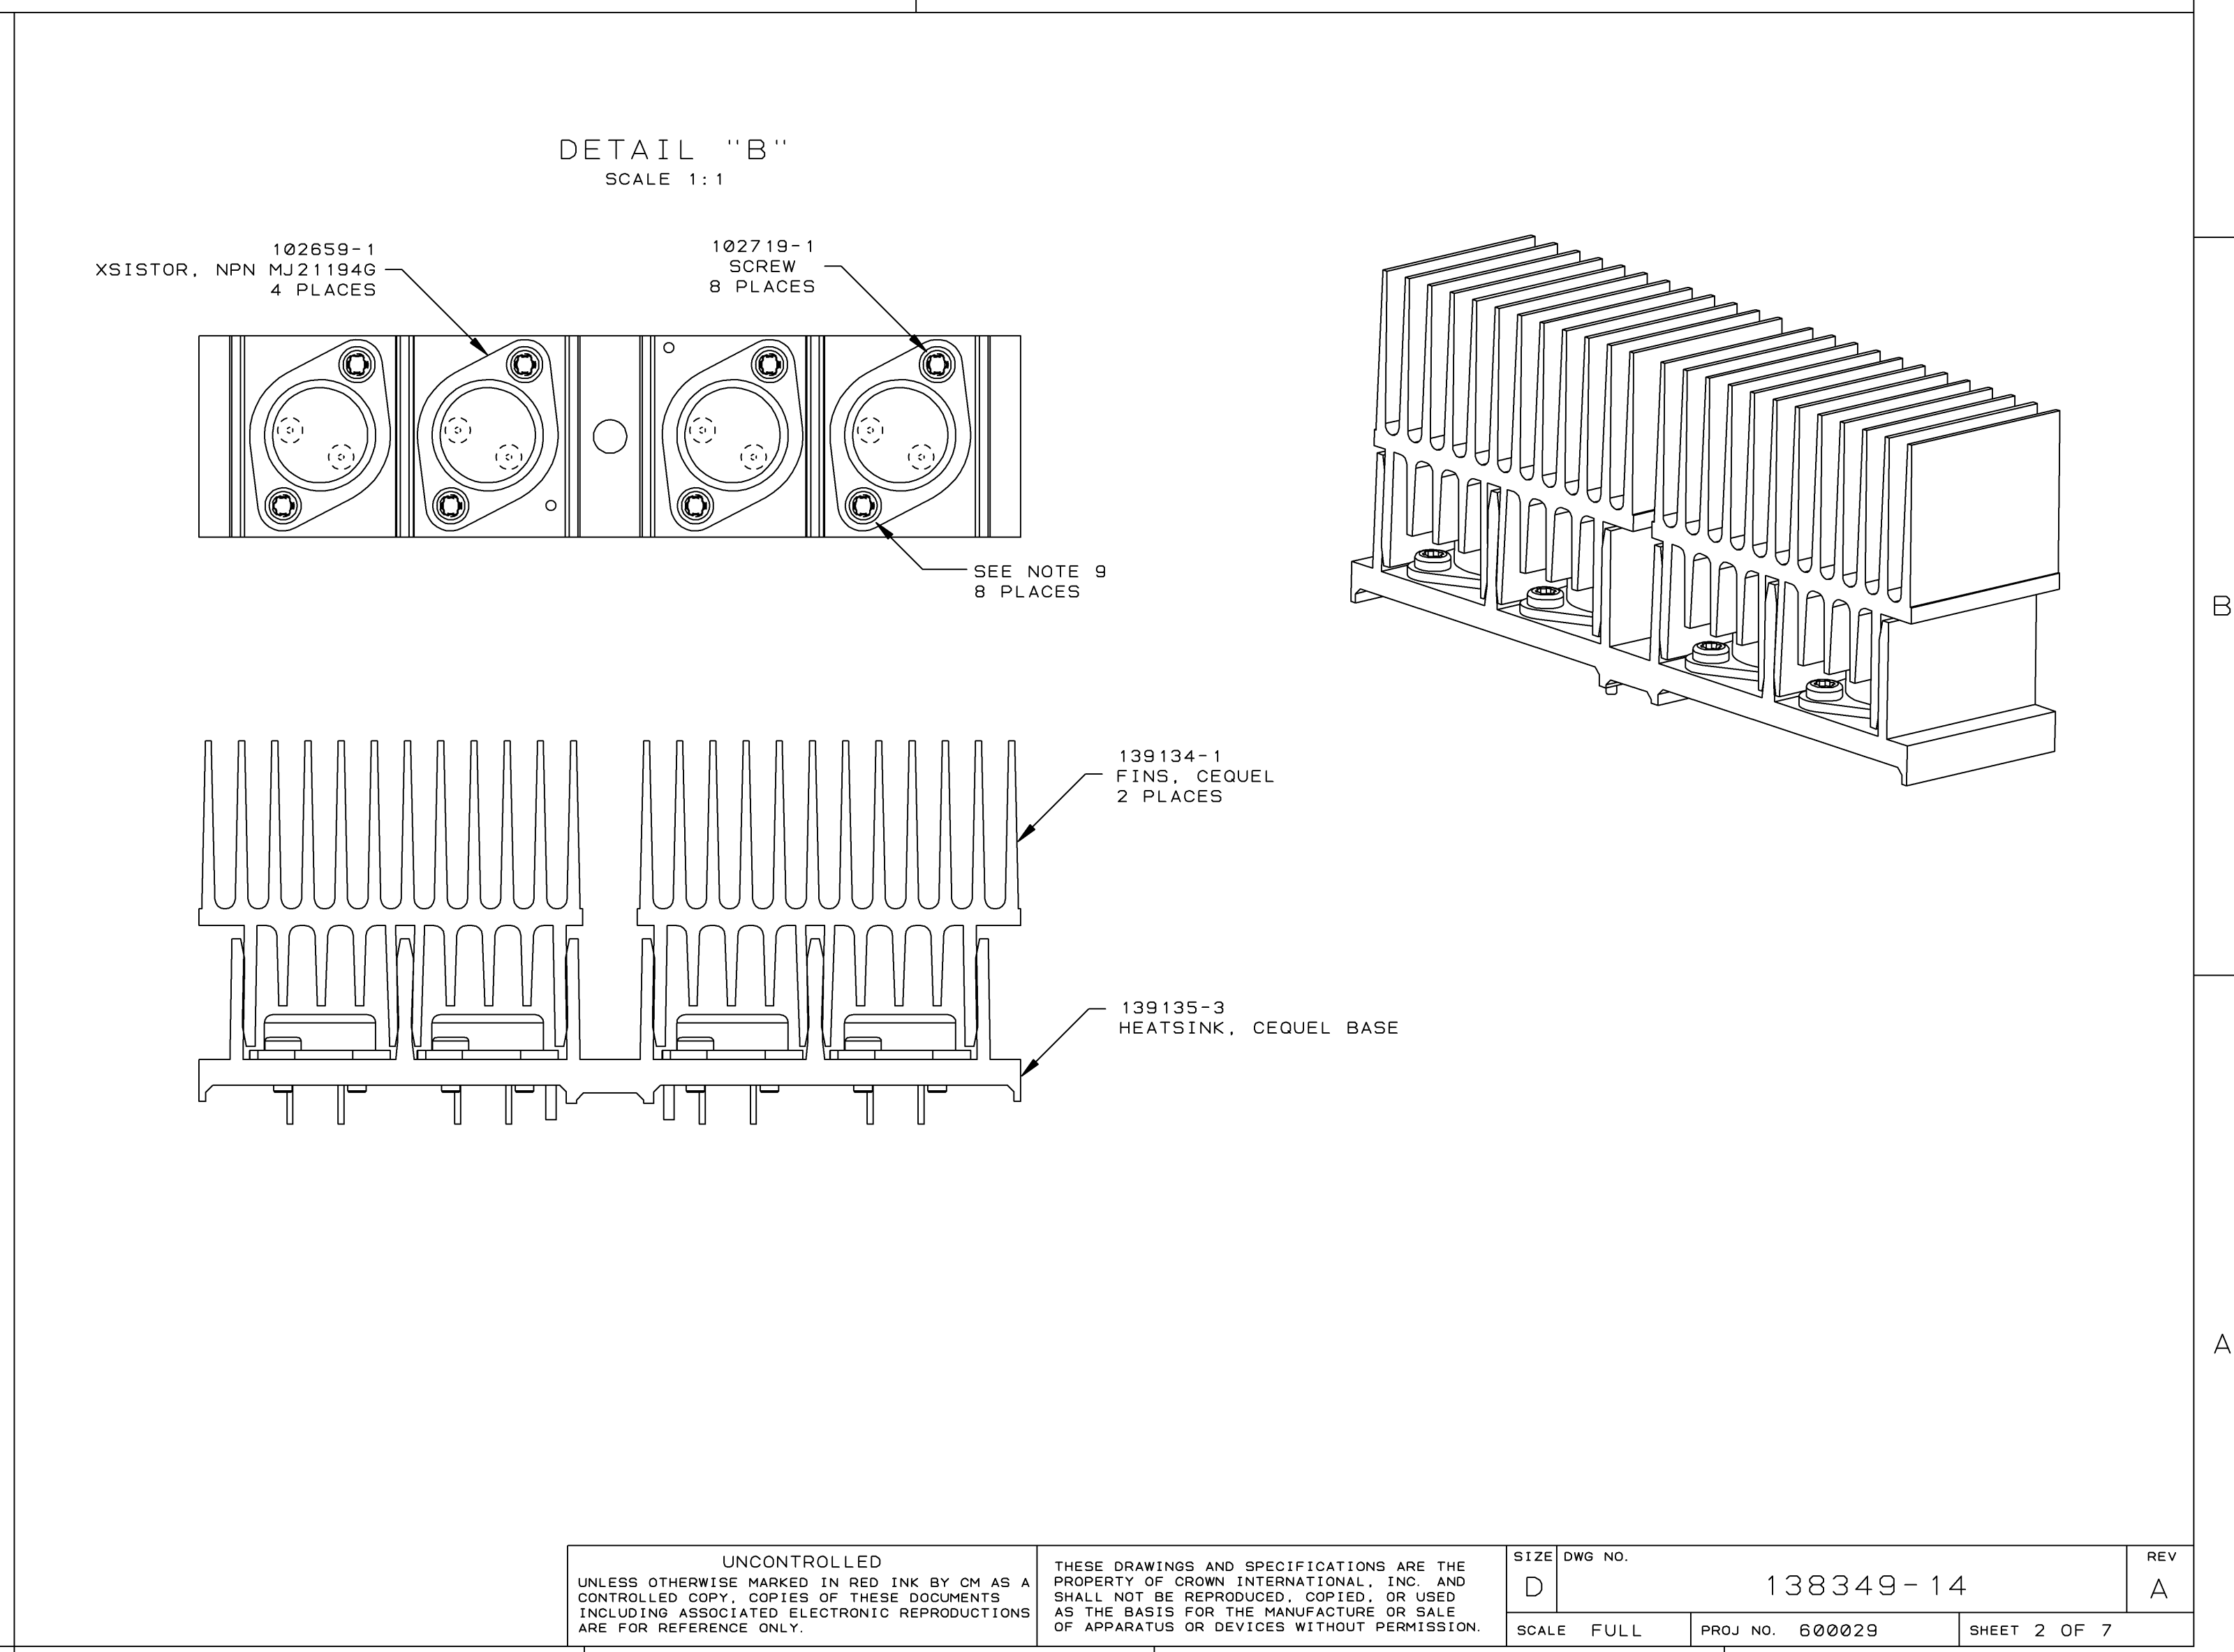 DETAIL "B"
SCALE 1:1
102659-1
XSISTOR, NPN MJ21194G
4 PLACES
102719-1
SCREW
8 PLACES
SEE NOTE 9
8 PLACES
B
139134-1
FINS, CEQUEL
2 PLACES
139135-3
HEATSINK, CEQUEL BASE
A
UNCONTROLLED
UNLESS OTHERWISE MARKED IN RED INK BY CM AS A
CONTROLLED COPY, COPIES OF THESE DOCUMENTS
INCLUDING ASSOCIATED ELECTRONIC REPRODUCTIONS
ARE FOR REFERENCE ONLY.
THESE DRAWINGS AND SPECIFICATIONS ARE THE
PROPERTY OF CROWN INTERNATIONAL, INC. AND
SHALL NOT BE REPRODUCED, COPIED, OR USED
AS THE BASIS FOR THE MANUFACTURE OR SALE
OF APPARATUS OR DEVICES WITHOUT PERMISSION.
SIZE
D
DWG NO.
138349-14
REV
A
SCALE FULL
PROJ NO. 600029
SHEET 2 OF 7